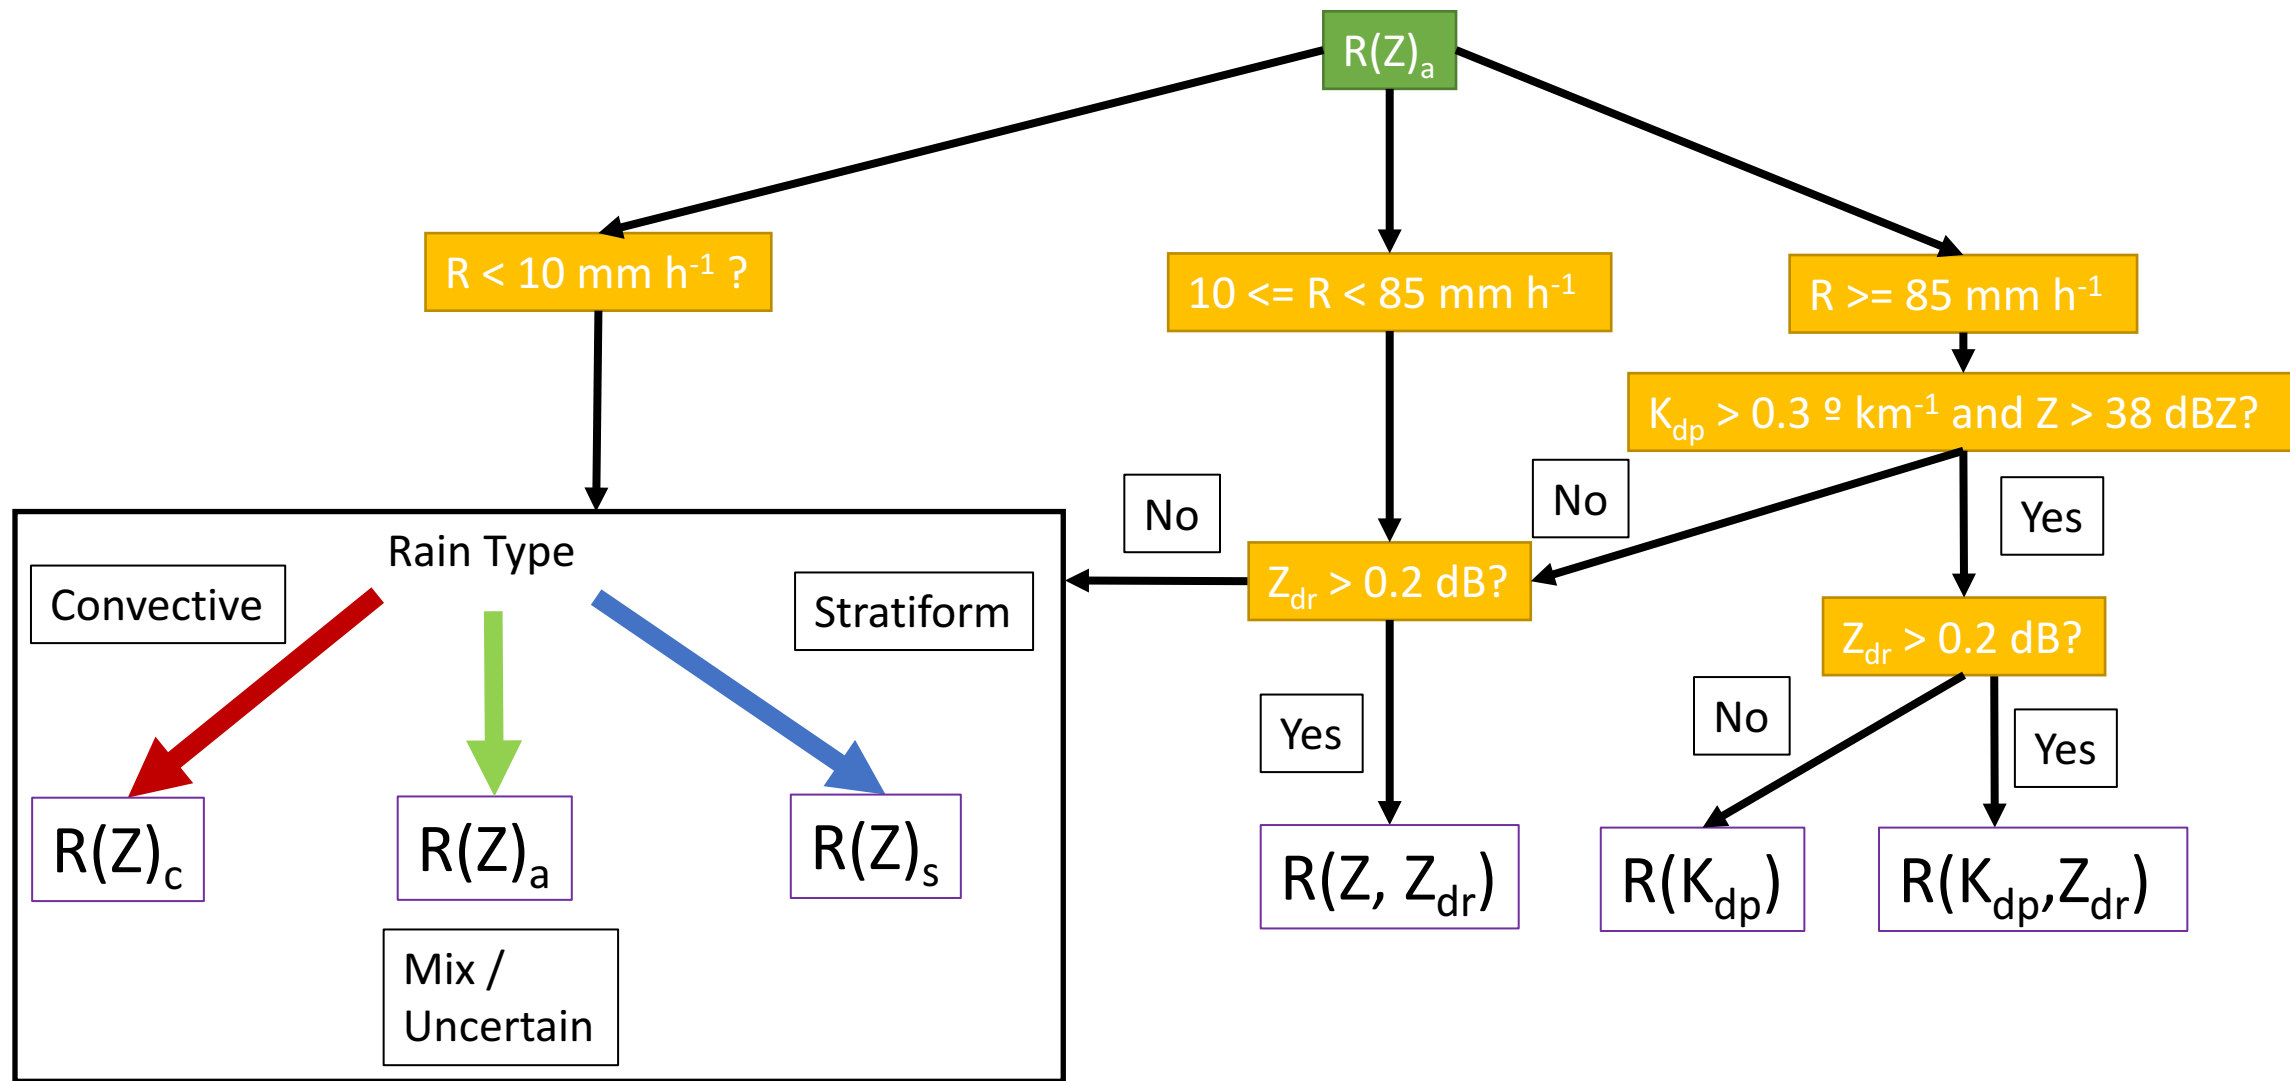 R(Z)a
R < 10 mm h-1 ?
10 <= R < 85 mm h-1
R >= 85 mm h-1
Kdp > 0.3 º km-1 and Z > 38 dBZ?
No
No
Yes
Rain Type
Convective
Stratiform
Zdr > 0.2 dB?
Zdr > 0.2 dB?
Yes
No
Yes
R(Z)c
R(Z)a
R(Z)s
R(Z, Zdr)
R(Kdp)
R(Kdp,Zdr)
Mix /
Uncertain